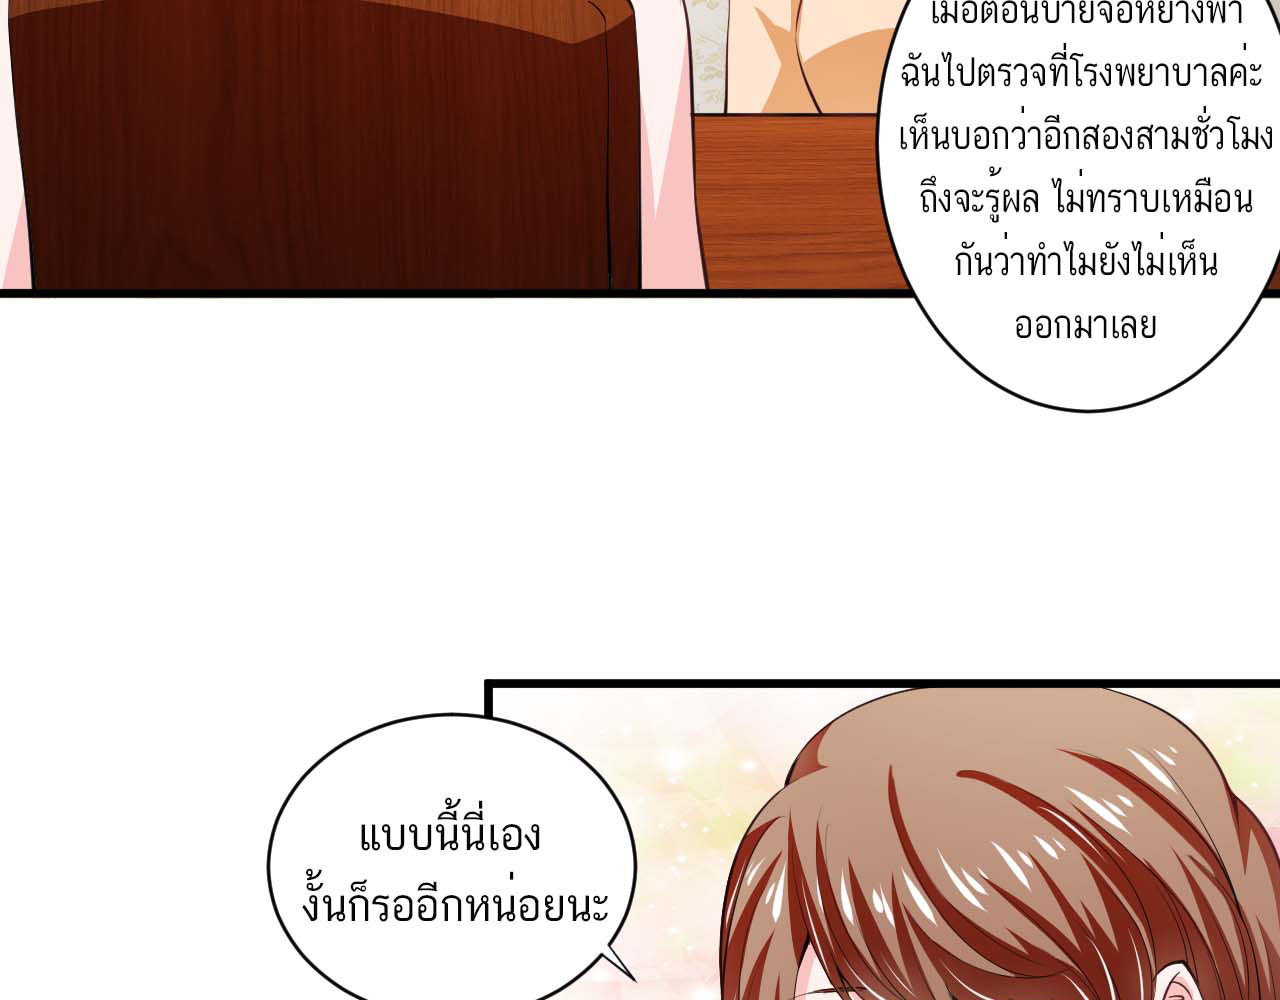 เมื่อตอนบ่ายจื่อหยางพา
ฉันไปตรวจที่โรงพยาบาลค่ะ
เห็นบอกว่าอีกสองสามชั่วโมง
ถึงจะรู้ผล ไม่ทราบเหมือน
กันว่าทำไมยังไม่เห็น
ออกมาเลย
แบบนี้นี่เอง
งั้นก็รออีกหน่อยนะ